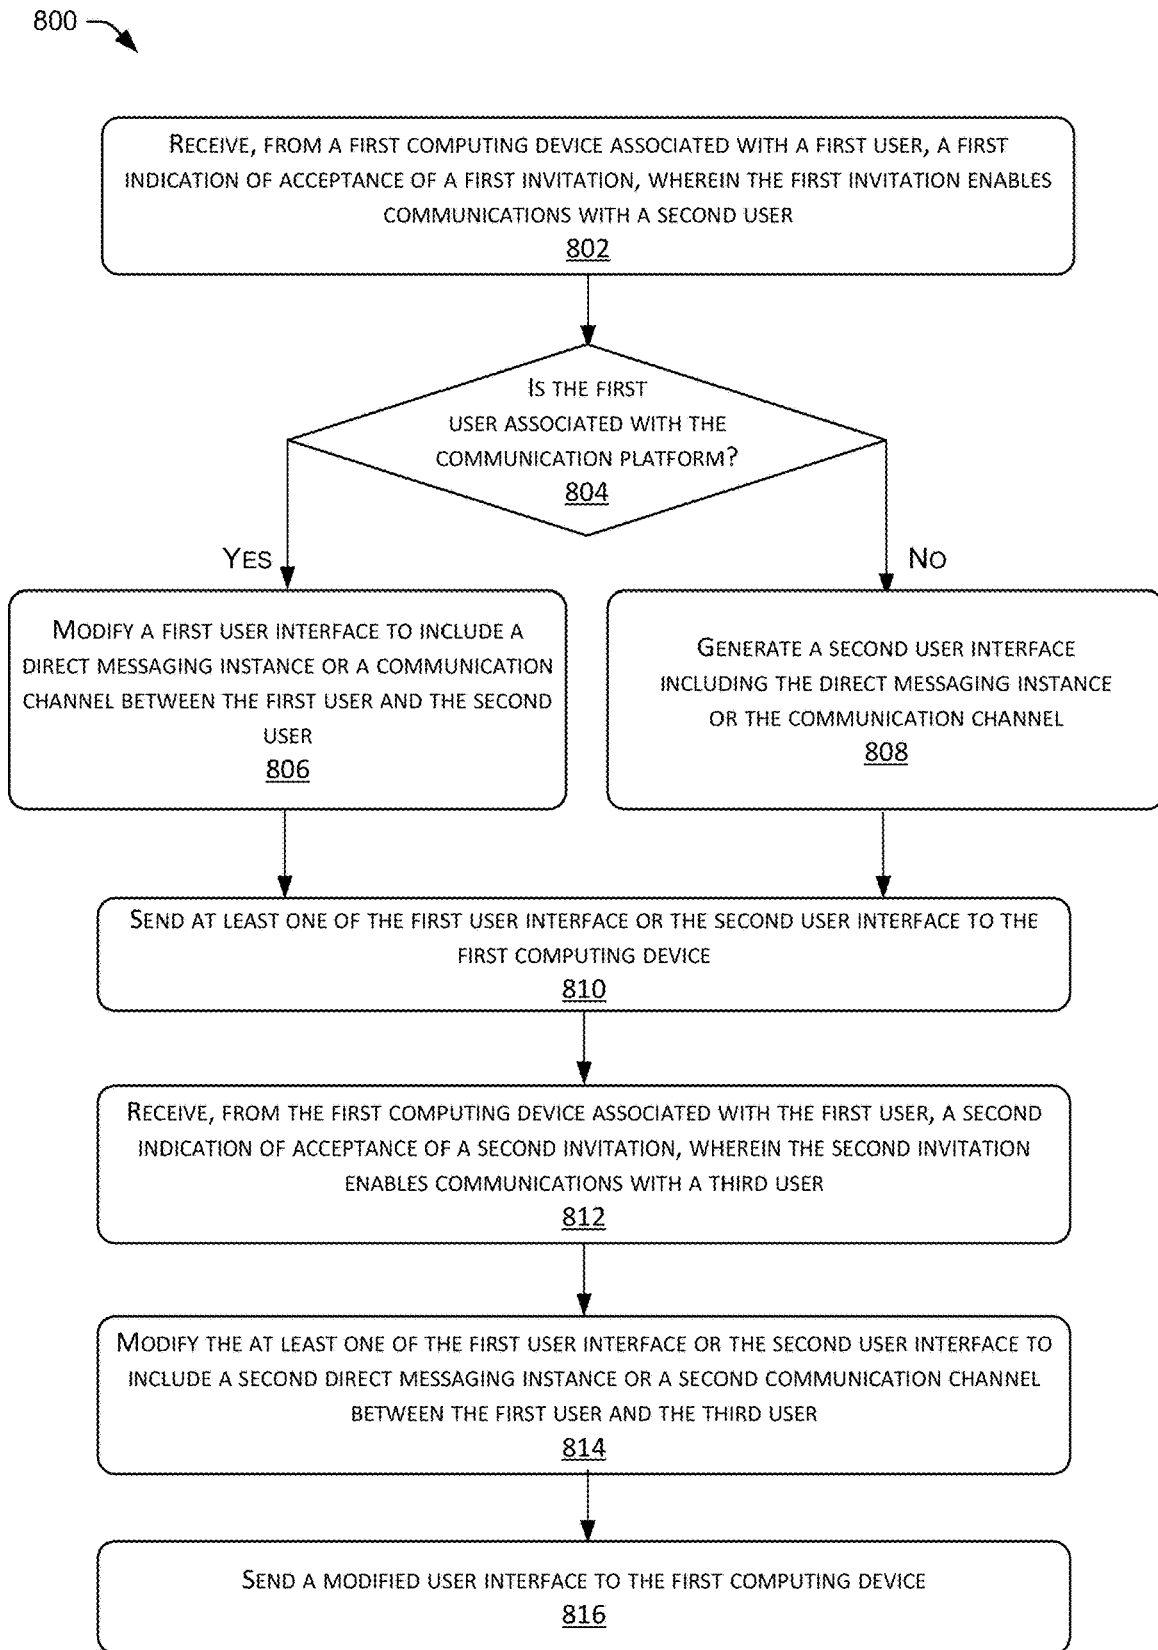 800
RECEIVE, FROM A FIRST COMPUTING DEVICE ASSOCIATED WITH A FIRST USER, A FIRST
INDICATION OF ACCEPTANCE OF A FIRST INVITATION, WHEREIN THE FIRST INVITATION ENABLES
COMMUNICATIONS WITH A SECOND USER
802
IS THE FIRST
USER ASSOCIATED WITH THE
COMMUNICATION PLATFORM?
804
YES
NO
MODIFY A FIRST USER INTERFACE TO INCLUDE A
DIRECT MESSAGING INSTANCE OR A COMMUNICATION
CHANNEL BETWEEN THE FIRST USER AND THE SECOND
USER
806
GENERATE A SECOND USER INTERFACE
INCLUDING THE DIRECT MESSAGING INSTANCE
OR THE COMMUNICATION CHANNEL
808
SEND AT LEAST ONE OF THE FIRST USER INTERFACE OR THE SECOND USER INTERFACE TO THE
FIRST COMPUTING DEVICE
810
RECEIVE, FROM THE FIRST COMPUTING DEVICE ASSOCIATED WITH THE FIRST USER, A SECOND
INDICATION OF ACCEPTANCE OF A SECOND INVITATION, WHEREIN THE SECOND INVITATION
ENABLES COMMUNICATIONS WITH A THIRD USER
812
MODIFY THE AT LEAST ONE OF THE FIRST USER INTERFACE OR THE SECOND USER INTERFACE TO
INCLUDE A SECOND DIRECT MESSAGING INSTANCE OR A SECOND COMMUNICATION CHANNEL
BETWEEN THE FIRST USER AND THE THIRD USER
814
SEND A MODIFIED USER INTERFACE TO THE FIRST COMPUTING DEVICE
816